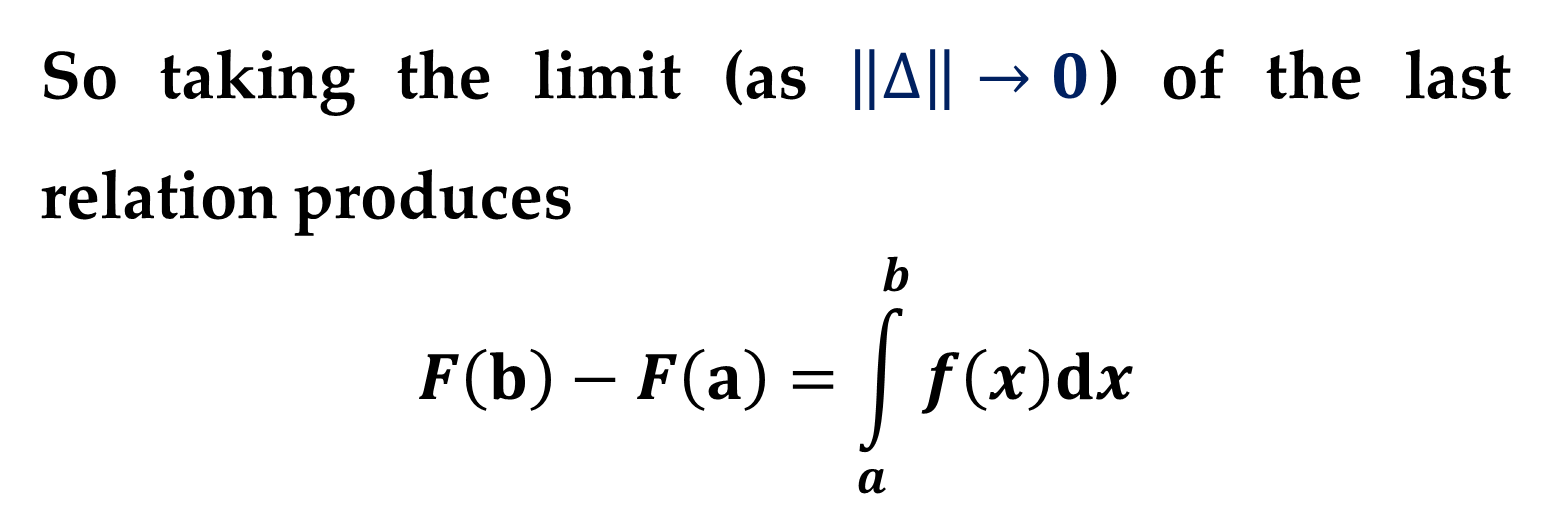 So taking the limit (as ‖Δ‖ → 0) of the last
relation produces
F(b) − F(a) = ∫_a^b f(x)dx